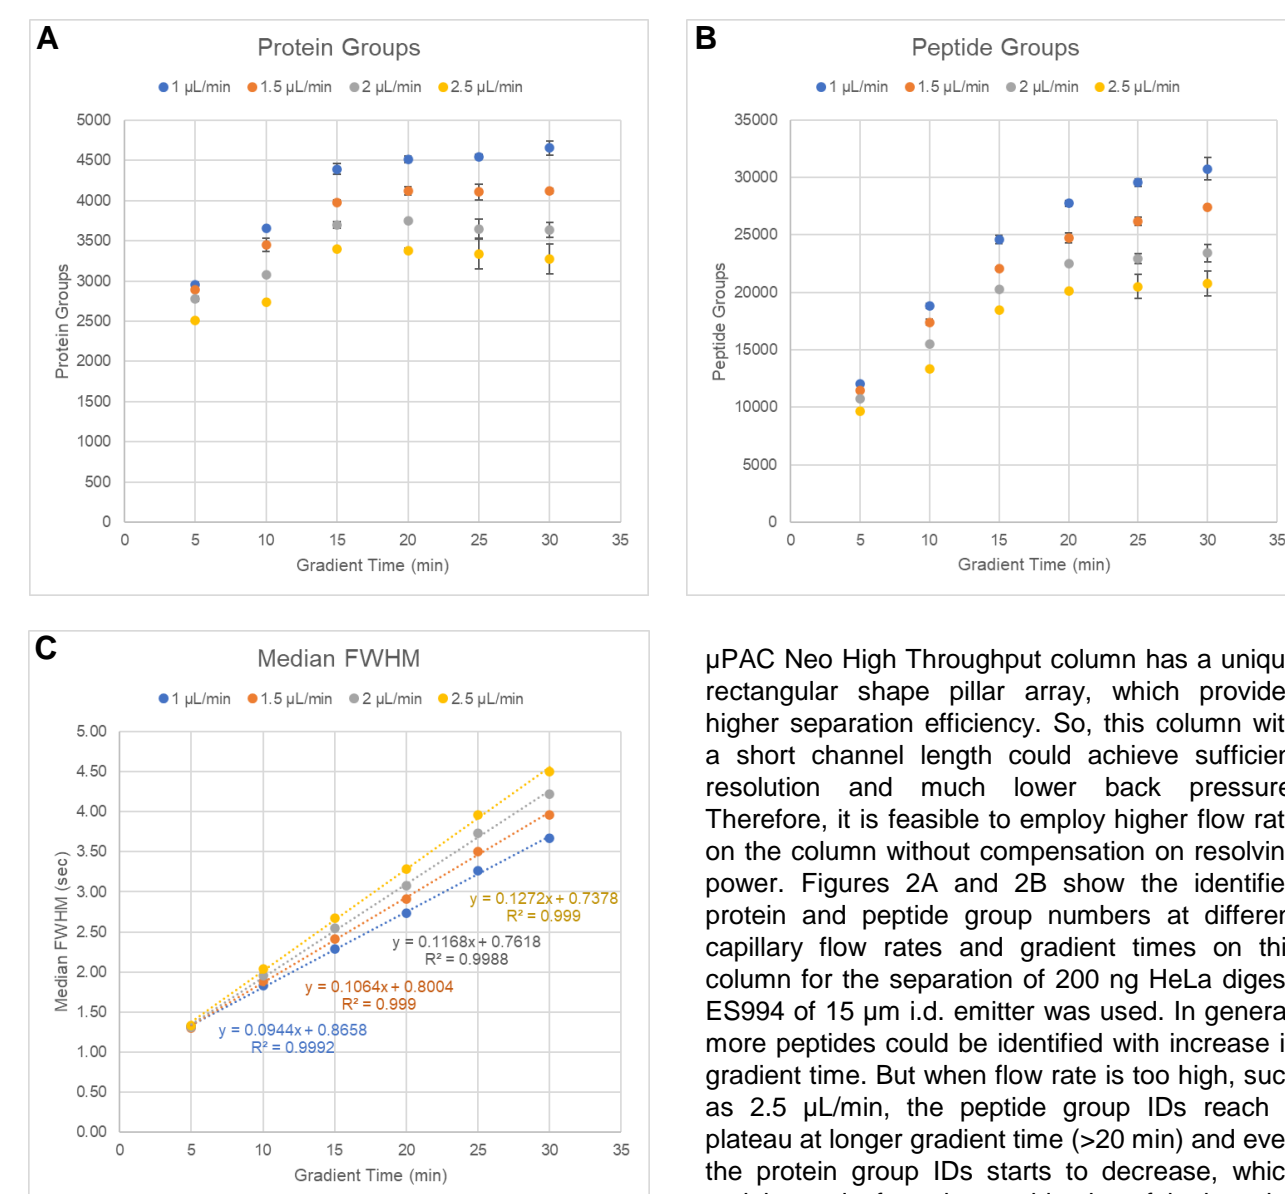 A
Protein Groups
1 µL/min 1.5 µL/min 2 µL/min 2.5 µL/min
5000
4500
4000
3500
3000
2500
2000
1500
1000
500
0
Protein Groups
0 5 10 15 20 25 30 35
Gradient Time (min)
B
Peptide Groups
1 µL/min 1.5 µL/min 2 µL/min 2.5 µL/min
35000
30000
25000
20000
15000
10000
5000
0
Peptide Groups
0 5 10 15 20 25 30 35
Gradient Time (min)
C
Median FWHM
1 µL/min 1.5 µL/min 2 µL/min 2.5 µL/min
5.00
4.50
4.00
3.50
3.00
2.50
2.00
1.50
1.00
0.50
0.00
Median FWHM (sec)
y = 0.1272x + 0.7378
R² = 0.999
y = 0.1168x + 0.7618
R² = 0.9988
y = 0.1064x + 0.8004
R² = 0.999
y = 0.0944x + 0.8658
R² = 0.9992
0 5 10 15 20 25 30 35
Gradient Time (min)
µPAC Neo High Throughput column has a uniqu
rectangular shape pillar array, which provide
higher separation efficiency. So, this column wit
a short channel length could achieve sufficien
resolution and much lower back pressure
Therefore, it is feasible to employ higher flow rat
on the column without compensation on resolvin
power. Figures 2A and 2B show the identifie
protein and peptide group numbers at differen
capillary flow rates and gradient times on thi
column for the separation of 200 ng HeLa diges
ES994 of 15 µm i.d. emitter was used. In genera
more peptides could be identified with increase i
gradient time. But when flow rate is too high, suc
as 2.5 µL/min, the peptide group IDs reach
plateau at longer gradient time (>20 min) and eve
the protein group IDs starts to decrease, whic